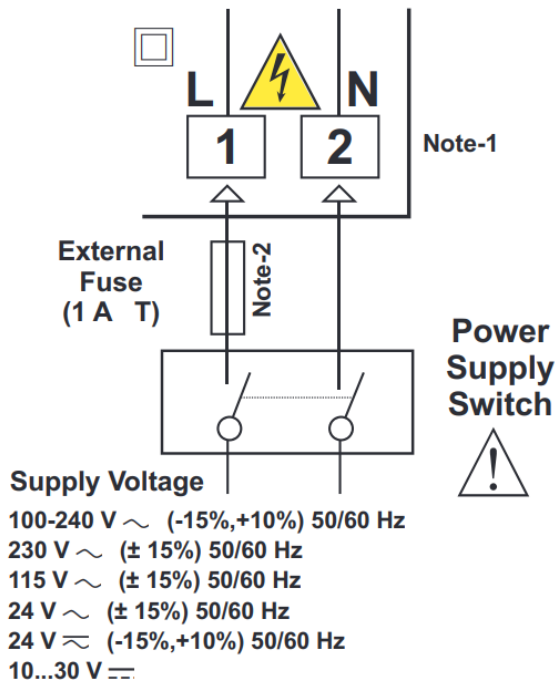 L N
1 2
Note-1
External
Fuse
(1 A T)
Note-2
Power
Supply
Switch
!
Supply Voltage
100-240 V ~ (-15%,+10%) 50/60 Hz
230 V ~ (± 15%) 50/60 Hz
115 V ~ (± 15%) 50/60 Hz
24 V ~ (± 15%) 50/60 Hz
24 V ⏦ (-15%,+10%) 50/60 Hz
10...30 V ⎓